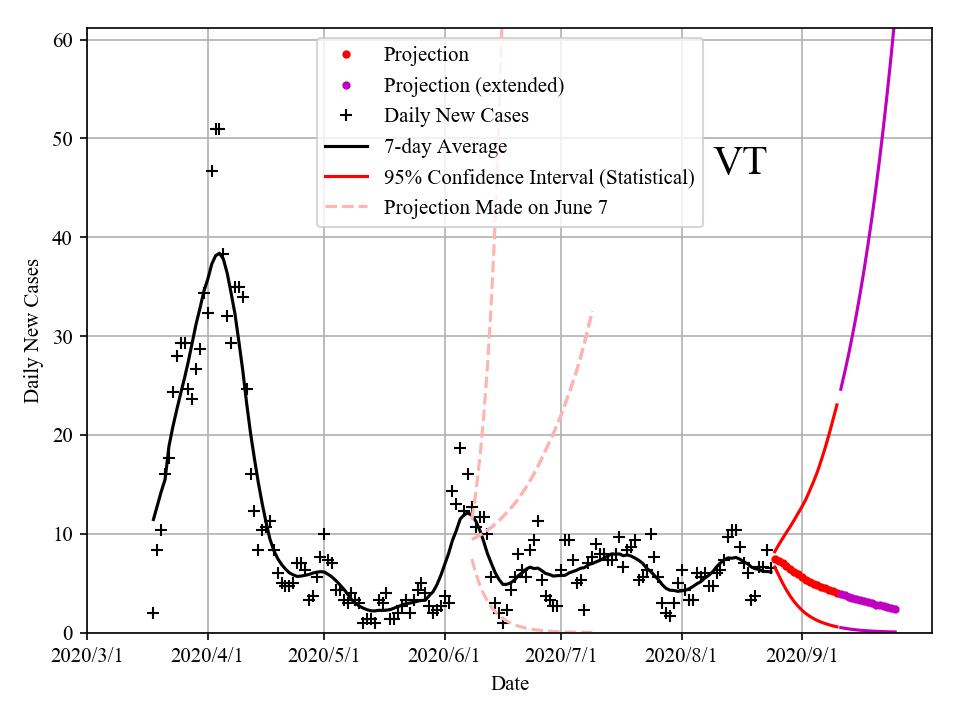 60
50
40
30
20
10
0
Daily New Cases
Projection
Projection (extended)
Daily New Cases
7-day Average
95% Confidence Interval (Statistical)
Projection Made on June 7
VT
2020/3/1 2020/4/1 2020/5/1 2020/6/1 2020/7/1 2020/8/1 2020/9/1
Date